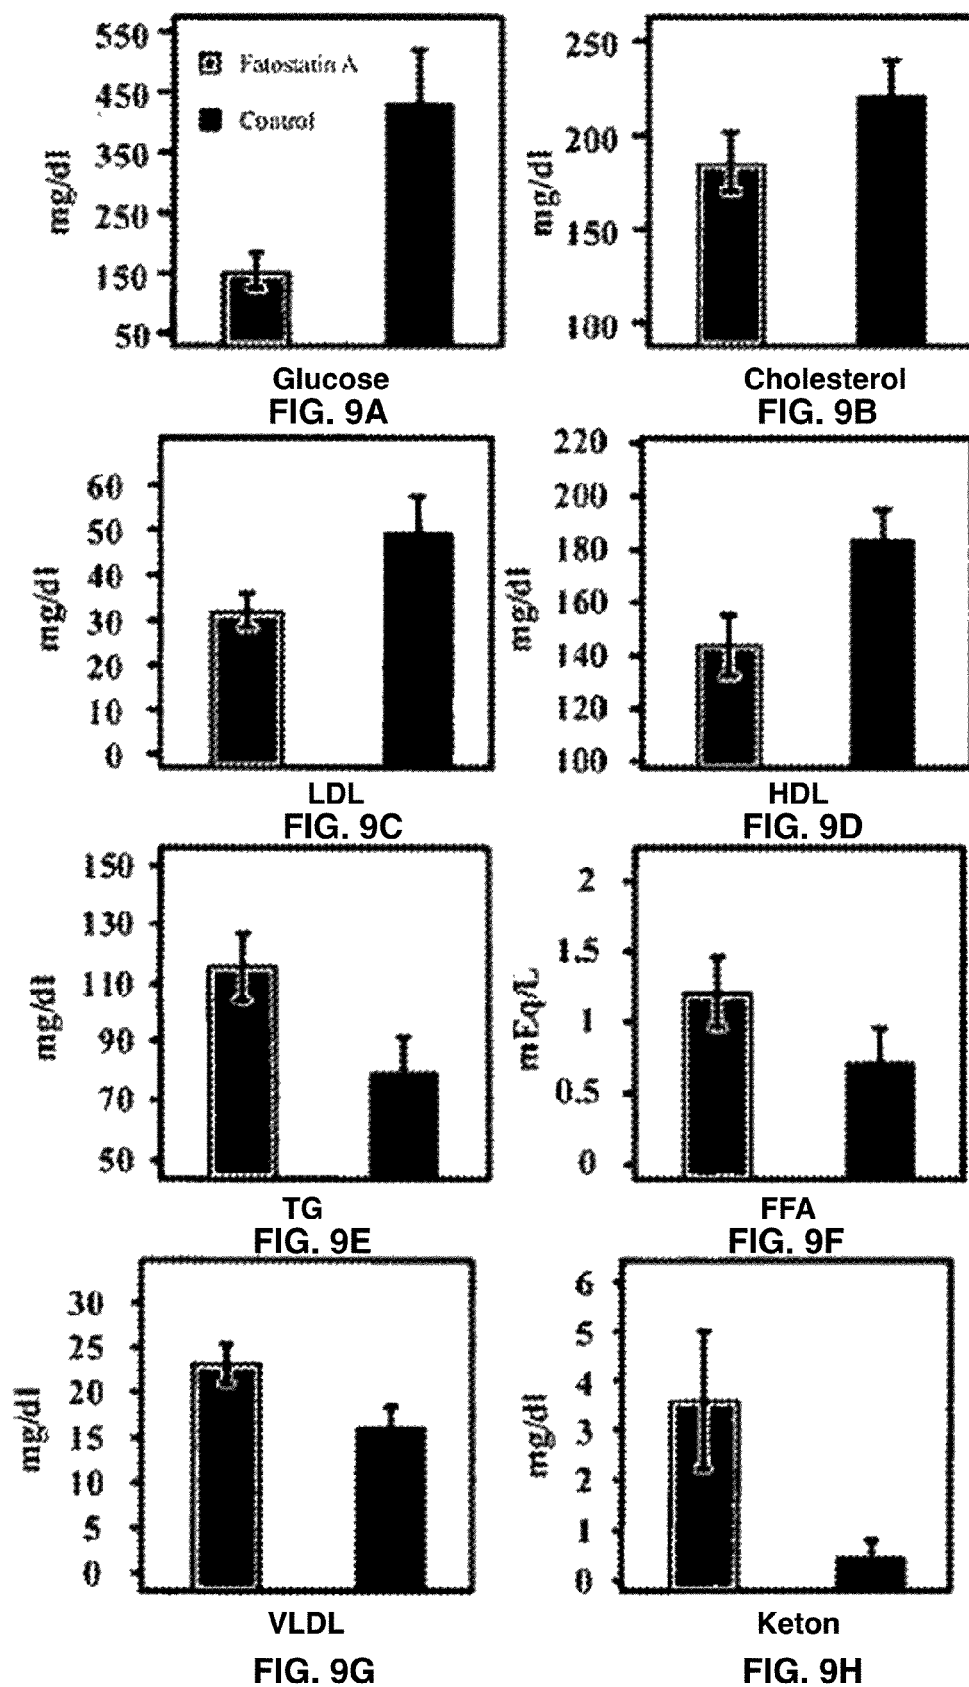 550
450
350
250
150
50
mg/dl
Fatostatin A
Control
Glucose
FIG. 9A
250
200
150
100
mg/dl
Cholesterol
FIG. 9B
60
50
40
30
20
10
0
mg/dl
LDL
FIG. 9C
220
200
180
160
140
120
100
mg/dl
HDL
FIG. 9D
150
130
110
90
70
50
mg/dl
TG
FIG. 9E
2
1.5
1
0.5
0
mEq/L
FFA
FIG. 9F
30
25
20
15
10
5
0
mg/dl
VLDL
FIG. 9G
6
5
4
3
2
1
0
mg/dl
Keton
FIG. 9H